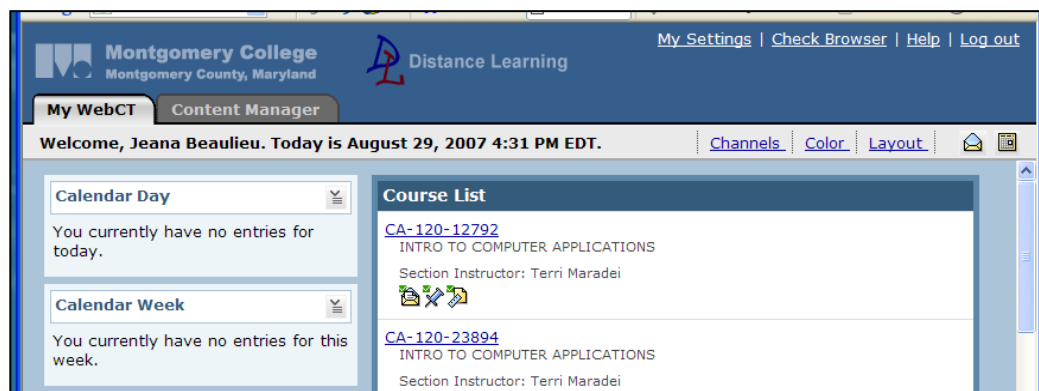 My Settings | Check Browser | Help | Log out
Montgomery College
Montgomery County, Maryland
Distance Learning
My WebCT
Content Manager
Welcome, Jeana Beaulieu. Today is August 29, 2007 4:31 PM EDT.
Channels
Color
Layout
Calendar Day
You currently have no entries for
today.
Calendar Week
You currently have no entries for this
week.
Course List
CA-120-12792
INTRO TO COMPUTER APPLICATIONS
Section Instructor: Terri Maradei
CA-120-23894
INTRO TO COMPUTER APPLICATIONS
Section Instructor: Terri Maradei